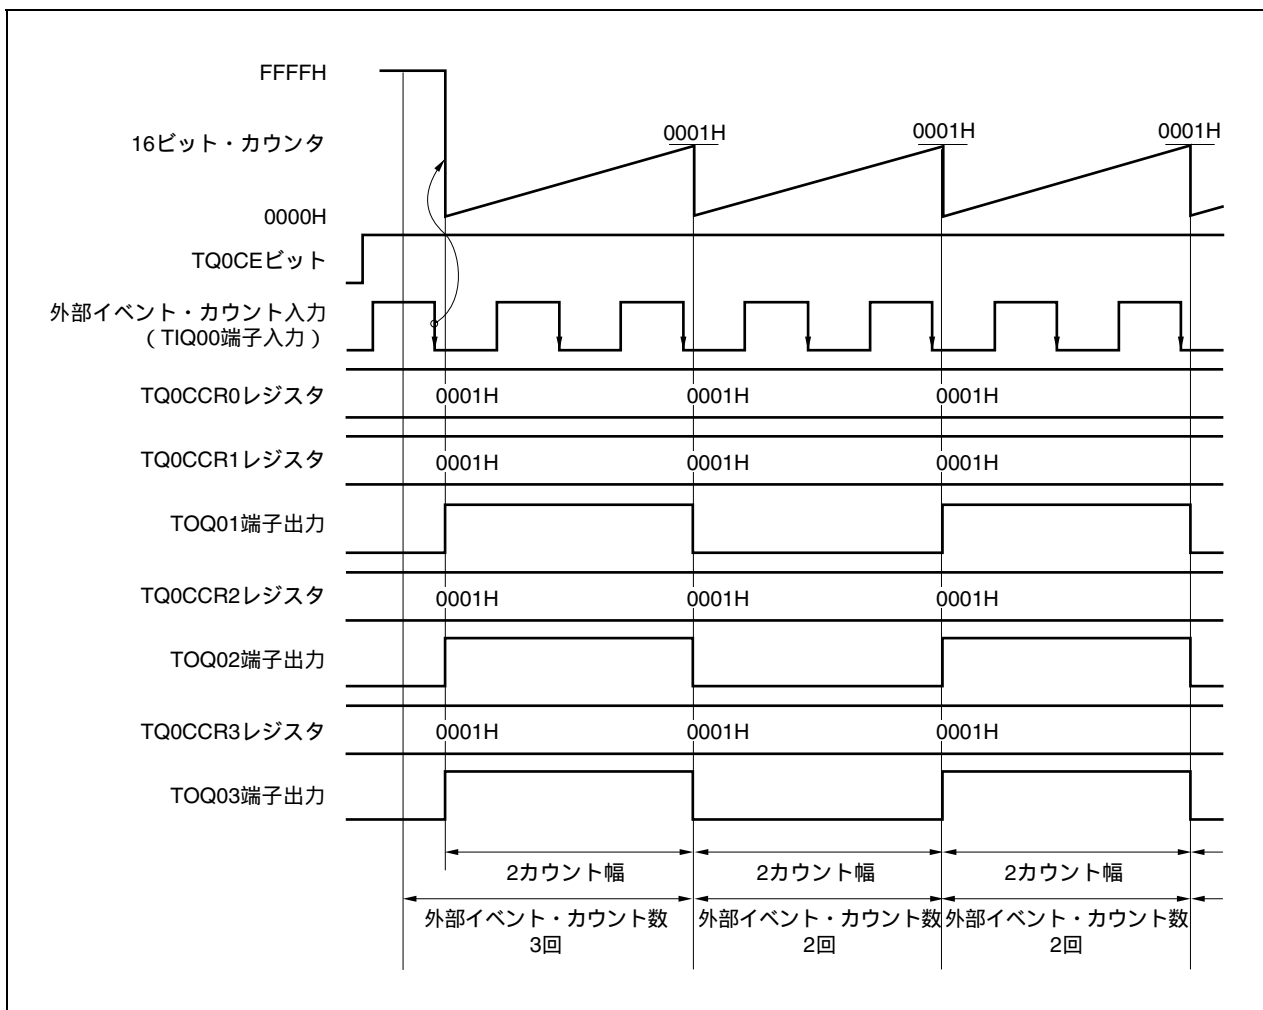 FFFFH
16ビット・カウンタ
0001H 0001H 0001H
0000H
TQ0CEビット
外部イベント・カウント入力
（TIQ00端子入力）
TQ0CCR0レジスタ 0001H 0001H 0001H
TQ0CCR1レジスタ 0001H 0001H 0001H
TOQ01端子出力
TQ0CCR2レジスタ 0001H 0001H 0001H
TOQ02端子出力
TQ0CCR3レジスタ 0001H 0001H 0001H
TOQ03端子出力
2カウント幅 2カウント幅 2カウント幅
外部イベント・カウント数 外部イベント・カウント数 外部イベント・カウント数
3回 2回 2回